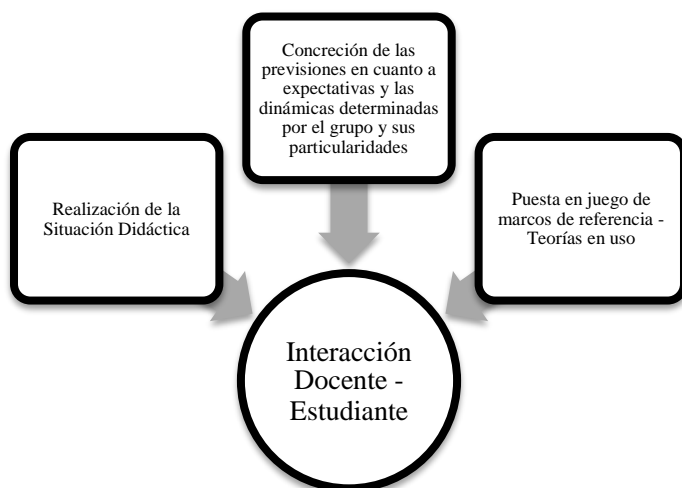 Concreción de las
previsiones en cuanto a
expectativas y las
dinámicas determinadas
por el grupo y sus
particularidades
Realización de la
Situación Didáctica
Puesta en juego de
marcos de referencia -
Teorías en uso
Interacción
Docente -
Estudiante